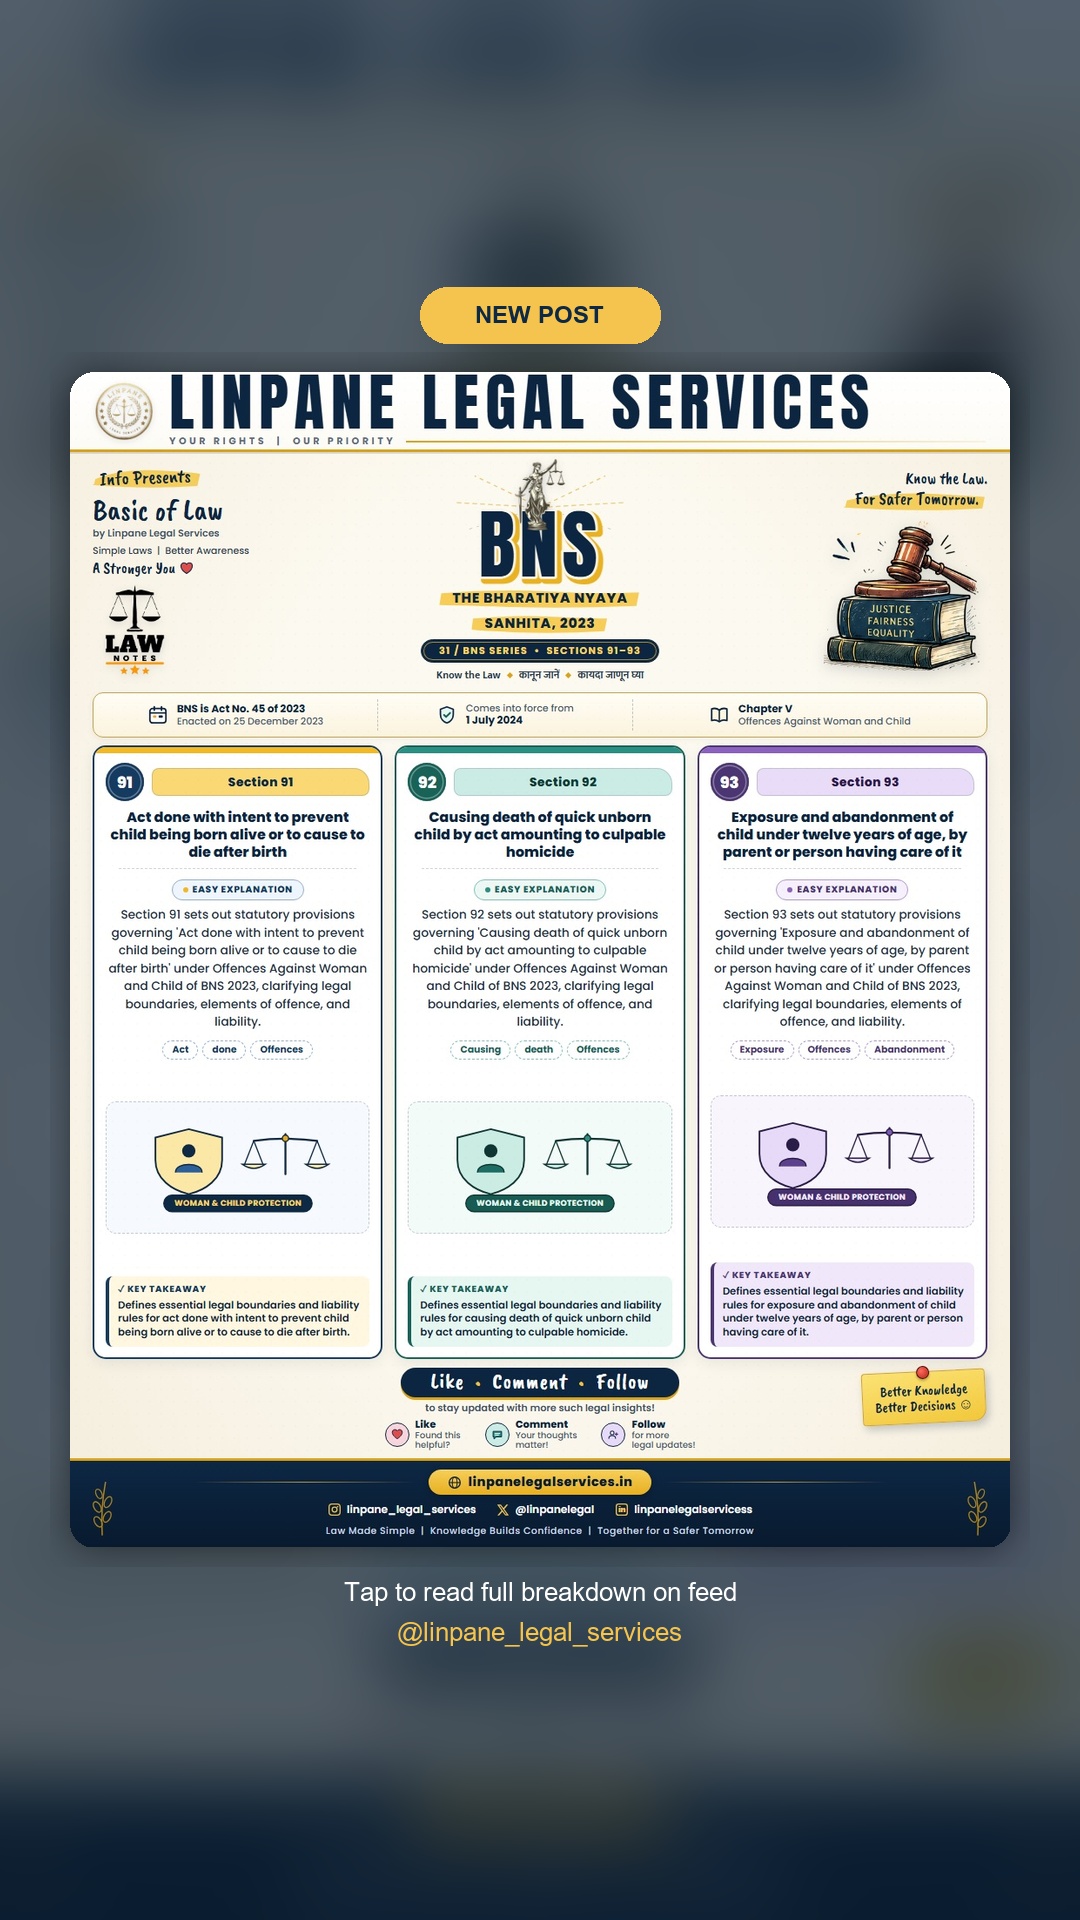 NEW POST
LINPANE LEGAL SERVICES
YOUR RIGHTS | OUR PRIORITY
Info Presents
Basic of Law
by Linpane Legal Services
Simple Laws | Better Awareness
A Stronger You
LAW
NOTES
BNS
THE BHARATIYA NYAYA
SANHITA, 2023
31 / BNS SERIES • SECTIONS 91–93
Know the Law ◆ कानून जानें ◆ कायदा जाणून घ्या
Know the Law.
For Safer Tomorrow.
JUSTICE
FAIRNESS
EQUALITY
BNS is Act No. 45 of 2023
Enacted on 25 December 2023
Comes into force from
1 July 2024
Chapter V
Offences Against Woman and Child
91
Section 91
Act done with intent to prevent
child being born alive or to cause to
die after birth
EASY EXPLANATION
Section 91 sets out statutory provisions
governing 'Act done with intent to prevent
child being born alive or to cause to die
after birth' under Offences Against Woman
and Child of BNS 2023, clarifying legal
boundaries, elements of offence, and
liability.
Act done Offences
WOMAN & CHILD PROTECTION
✓ KEY TAKEAWAY
Defines essential legal boundaries and liability
rules for act done with intent to prevent child
being born alive or to cause to die after birth.
92
Section 92
Causing death of quick unborn
child by act amounting to culpable
homicide
EASY EXPLANATION
Section 92 sets out statutory provisions
governing 'Causing death of quick unborn
child by act amounting to culpable
homicide' under Offences Against Woman
and Child of BNS 2023, clarifying legal
boundaries, elements of offence, and
liability.
Causing death Offences
WOMAN & CHILD PROTECTION
✓ KEY TAKEAWAY
Defines essential legal boundaries and liability
rules for causing death of quick unborn child
by act amounting to culpable homicide.
93
Section 93
Exposure and abandonment of
child under twelve years of age, by
parent or person having care of it
EASY EXPLANATION
Section 93 sets out statutory provisions
governing 'Exposure and abandonment of
child under twelve years of age, by parent
or person having care of it' under Offences
Against Woman and Child of BNS 2023,
clarifying legal boundaries, elements of
offence, and liability.
Exposure Offences Abandonment
WOMAN & CHILD PROTECTION
✓ KEY TAKEAWAY
Defines essential legal boundaries and liability
rules for exposure and abandonment of child
under twelve years of age, by parent or person
having care of it.
Like • Comment • Follow
to stay updated with more such legal insights!
Like
Found this
helpful?
Comment
Your thoughts
matter!
Follow
for more
legal updates!
Better Knowledge
Better Decisions ☺
linpanelegalservices.in
linpane_legal_services @linpanelegal linpanelegalservicess
Law Made Simple | Knowledge Builds Confidence | Together for a Safer Tomorrow
Tap to read full breakdown on feed
@linpane_legal_services